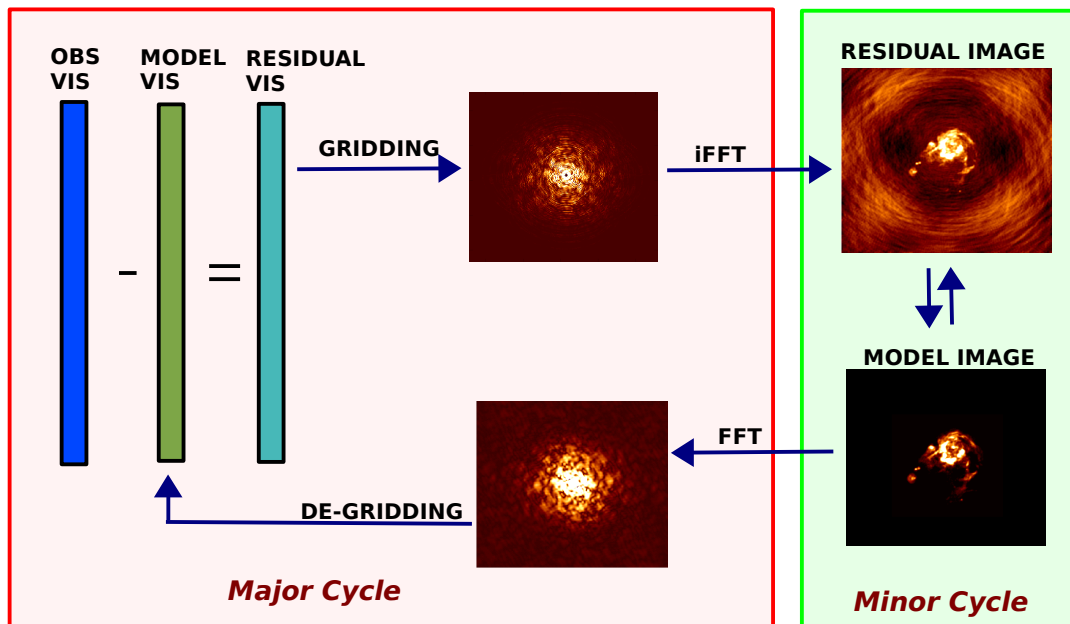 OBS
VIS
MODEL
VIS
RESIDUAL
VIS
GRIDDING
iFFT
RESIDUAL IMAGE
–
=
MODEL IMAGE
FFT
DE-GRIDDING
Major Cycle
Minor Cycle